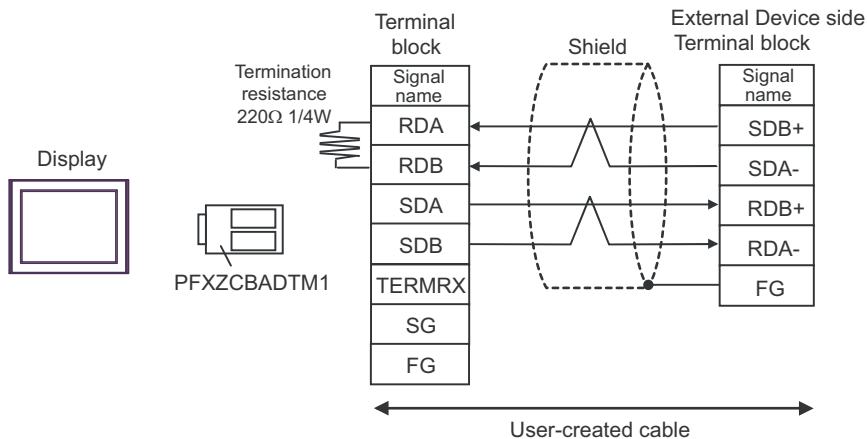 Terminal
block
Shield
External Device side
Terminal block
Termination
resistance
220Ω 1/4W
Signal
name
RDA
RDB
SDA
SDB
TERMRX
SG
FG
Signal
name
SDB+
SDA-
RDB+
RDA-
FG
Display
PFXZCBADTM1
User-created cable